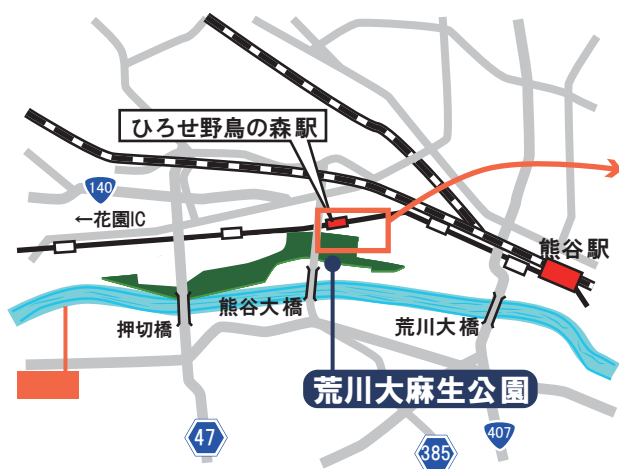 ひろせ野鳥の森駅
140
←花園IC
熊谷駅
熊谷大橋
押切橋
荒川大橋
荒川大麻生公園
47
407
385